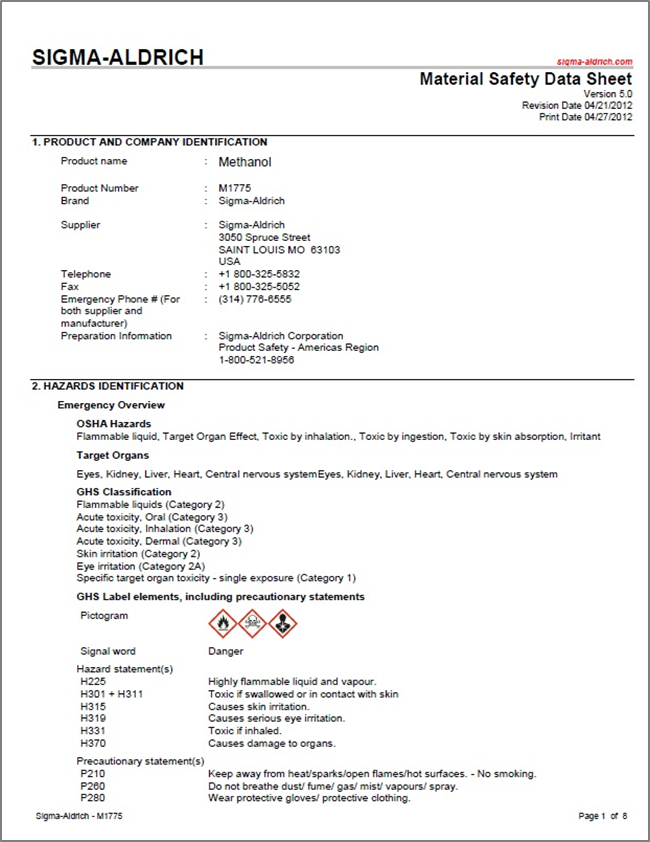 SIGMA-ALDRICH
sigma-aldrich.com
Material Safety Data Sheet
Version 5.0
Revision Date 04/21/2012
Print Date 04/27/2012
1. PRODUCT AND COMPANY IDENTIFICATION
Product name : Methanol
Product Number : M1775
Brand : Sigma-Aldrich
Supplier : Sigma-Aldrich
3050 Spruce Street
SAINT LOUIS MO 63103
USA
Telephone : +1 800-325-5832
Fax : +1 800-325-5052
Emergency Phone # (For : (314) 776-6555
both supplier and
manufacturer)
Preparation Information : Sigma-Aldrich Corporation
Product Safety - Americas Region
1-800-521-8956
2. HAZARDS IDENTIFICATION
Emergency Overview
OSHA Hazards
Flammable liquid, Target Organ Effect, Toxic by inhalation., Toxic by ingestion, Toxic by skin absorption, Irritant
Target Organs
Eyes, Kidney, Liver, Heart, Central nervous systemEyes, Kidney, Liver, Heart, Central nervous system
GHS Classification
Flammable liquids (Category 2)
Acute toxicity, Oral (Category 3)
Acute toxicity, Inhalation (Category 3)
Acute toxicity, Dermal (Category 3)
Skin irritation (Category 2)
Eye irritation (Category 2A)
Specific target organ toxicity - single exposure (Category 1)
GHS Label elements, including precautionary statements
Pictogram
Signal word Danger
Hazard statement(s)
H225 Highly flammable liquid and vapour.
H301 + H311 Toxic if swallowed or in contact with skin
H315 Causes skin irritation.
H319 Causes serious eye irritation.
H331 Toxic if inhaled.
H370 Causes damage to organs.
Precautionary statement(s)
P210 Keep away from heat/sparks/open flames/hot surfaces. - No smoking.
P260 Do not breathe dust/ fume/ gas/ mist/ vapours/ spray.
P280 Wear protective gloves/ protective clothing.
Sigma-Aldrich - M1775 Page 1 of 8